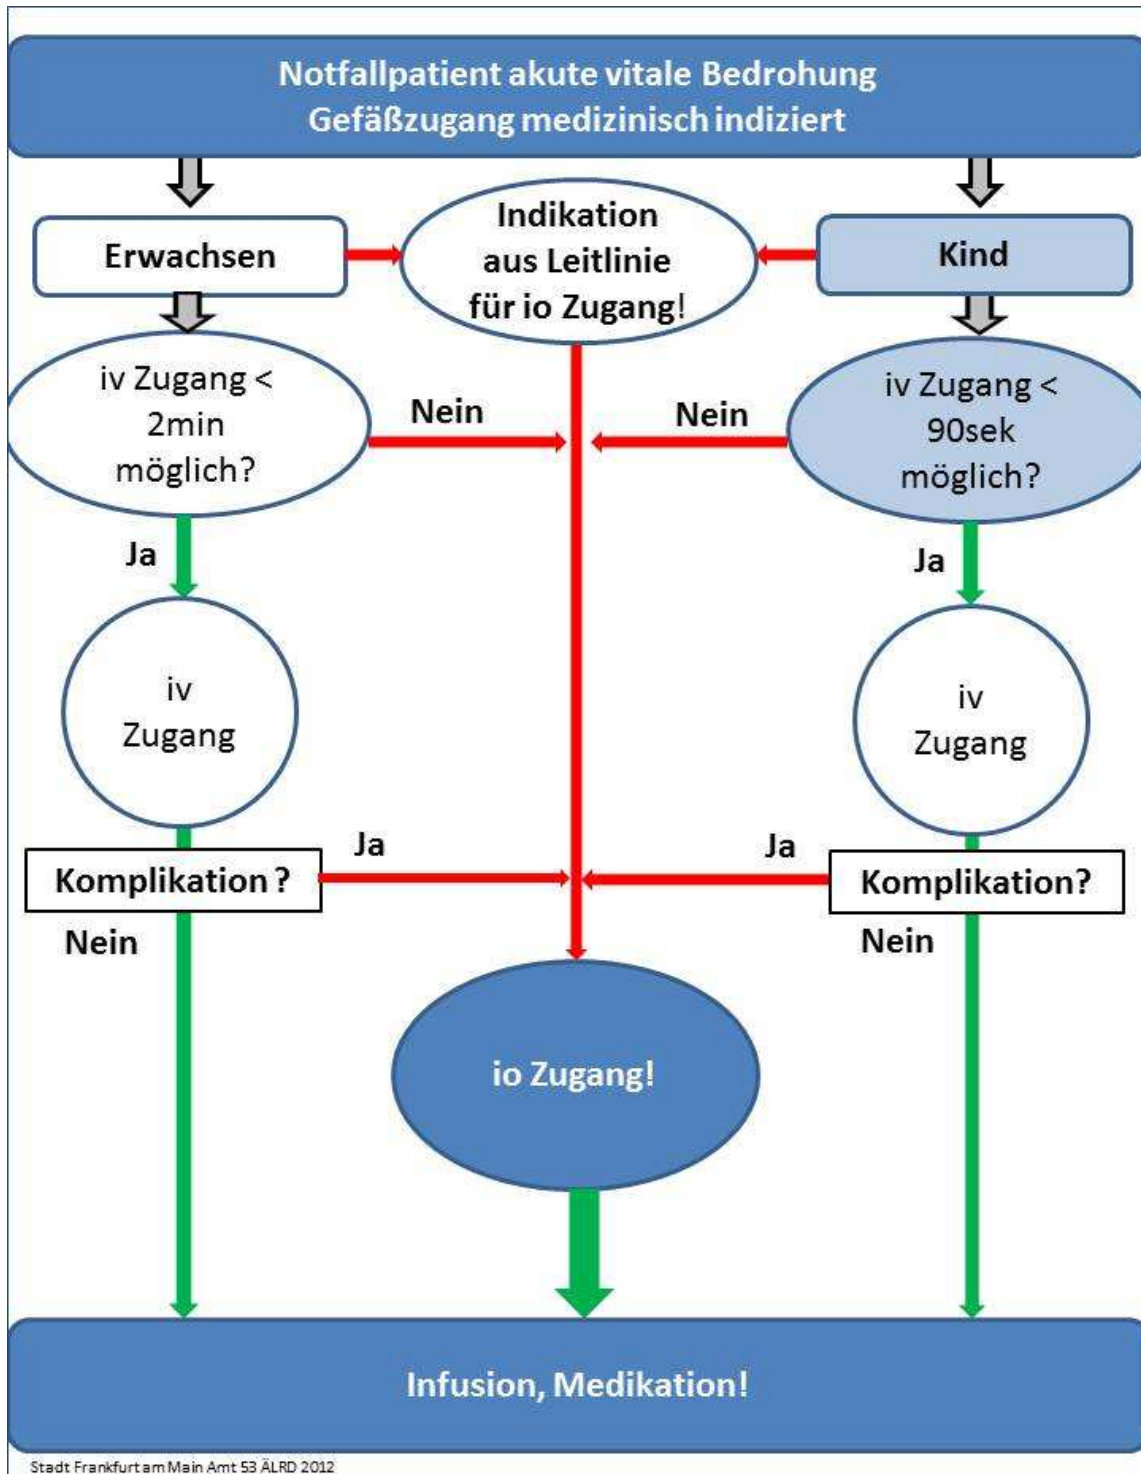 Notfallpatient akute vitale Bedrohung
Gefäßzugang medizinisch indiziert
Erwachsen
Indikation
aus Leitlinie
für io Zugang!
Kind
iv Zugang <
2min
möglich?
Nein
Nein
iv Zugang <
90sek
möglich?
Ja
Ja
iv
Zugang
iv
Zugang
Komplikation ?
Ja
Ja
Komplikation?
Nein
Nein
io Zugang!
Infusion, Medikation!
Stadt Frankfurt am Main Amt 53 ÄLRD 2012